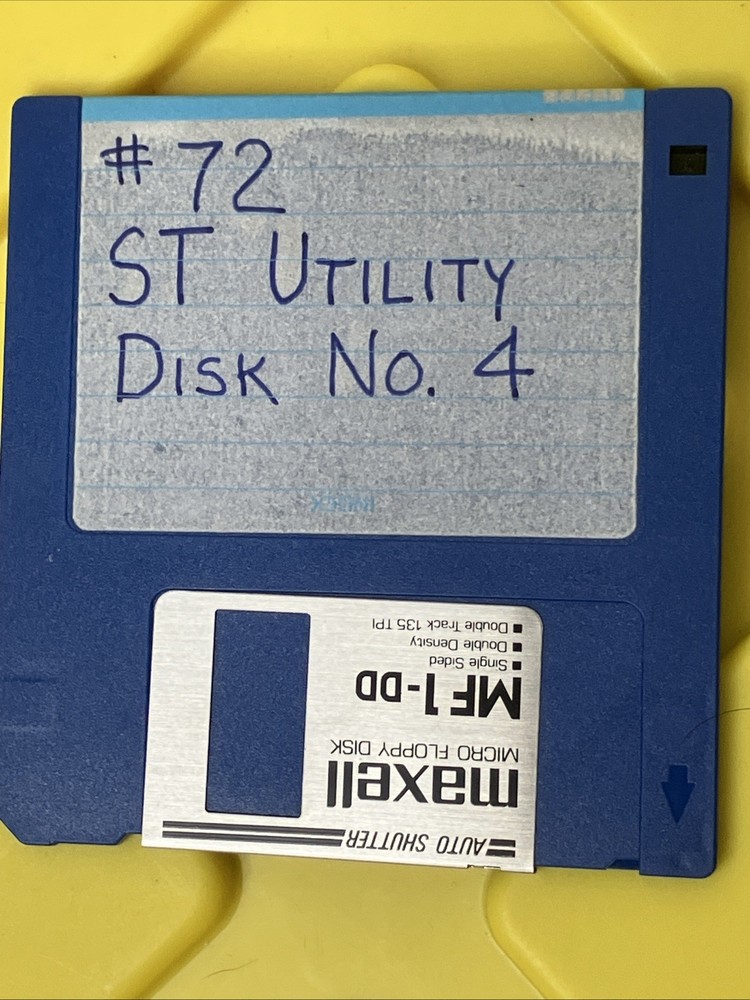 # 72
ST UTILITY
DISK NO. 4
AUTO SHUTTER
maxell
MICRO FLOPPY DISK
MF1-DD
Single Sided
Double Density
Double Track 135 TPI